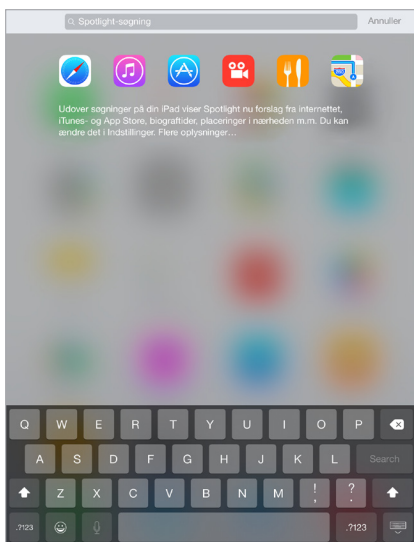 Spotlight-søgning
Annuller
Udover søgninger på din iPad viser Spotlight nu forslag fra internettet,
iTunes- og App Store, biograftider, placeringer i nærheden m.m. Du kan
ændre det i Indstillinger. Flere oplysninger...
Q W E R T Y U I O P
A S D F G H J K L Search
Z X C V B N M ! , ? .
.?123 .?123